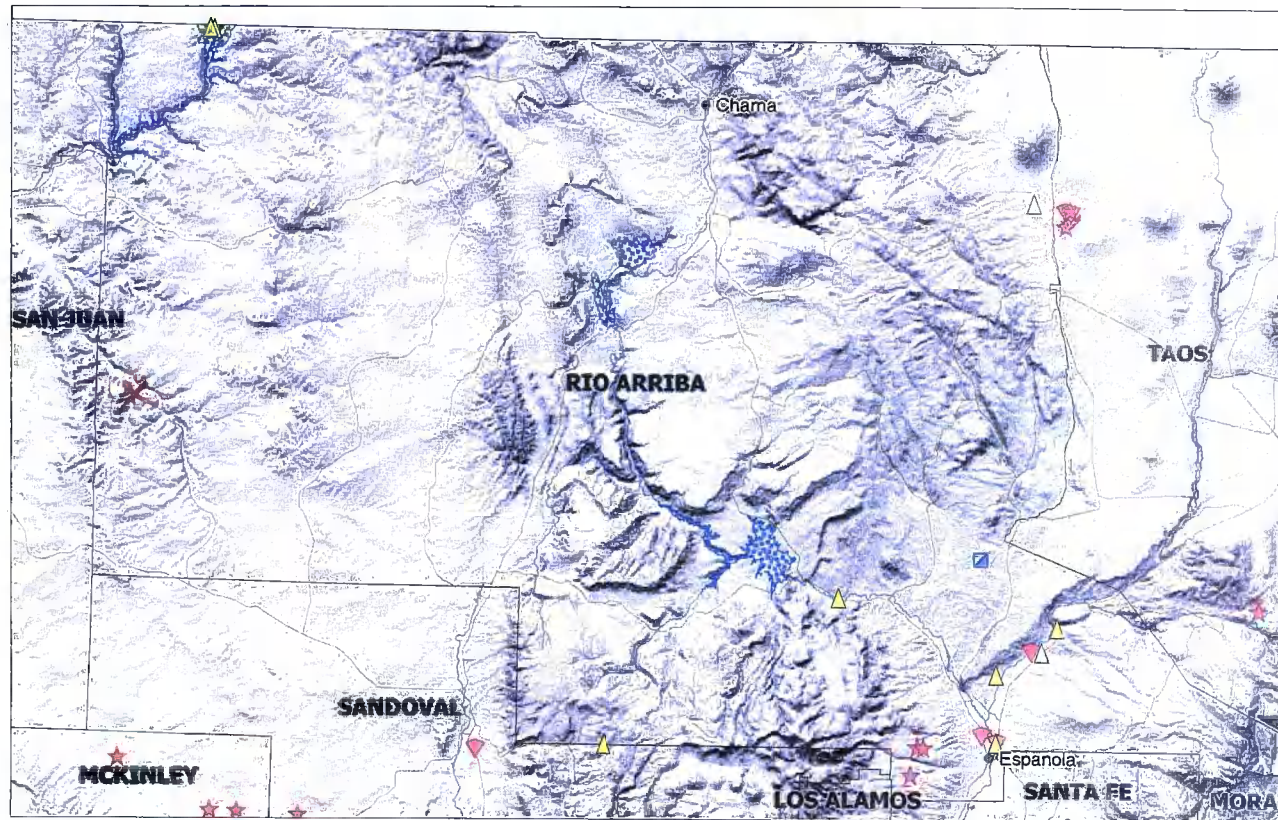 Chama
SAN JUAN
TAOS
RIO ARRIBA
SANDOVAL
Espanola
MCKINLEY
LOS ALAMOS
SANTA FE
MORA